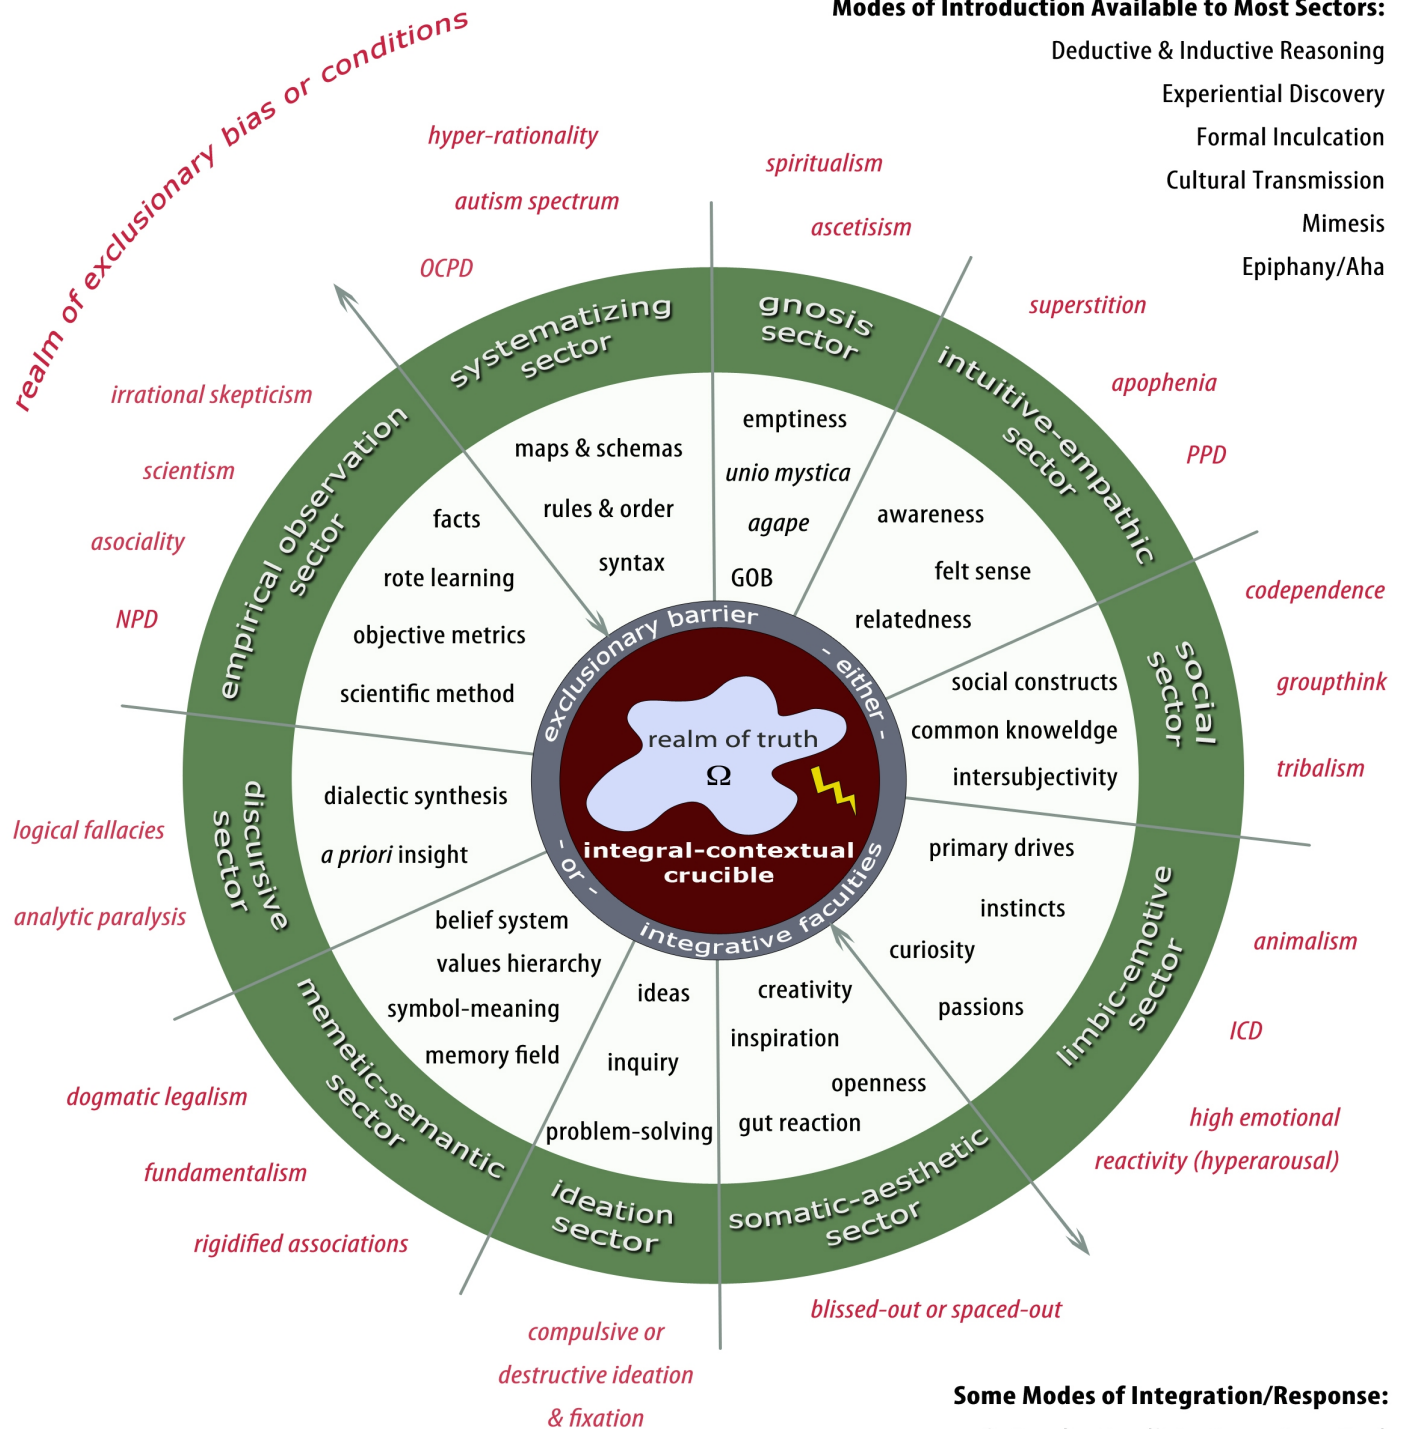 Modes of Introduction Available to Most Sectors:
Deductive & Inductive Reasoning
Experiential Discovery
Formal Inculcation
Cultural Transmission
Mimesis
Epiphany/Aha
realm of exclusionary bias or conditions
hyper-rationality
autism spectrum
OCPD
spiritualism
ascetisism
superstition
apophenia
PPD
irrational skepticism
scientism
asociality
NPD
codependence
groupthink
tribalism
logical fallacies
analytic paralysis
animalism
ICD
high emotional
reactivity (hyperarousal)
dogmatic legalism
fundamentalism
rigidified associations
compulsive or
destructive ideation
& fixation
blissed-out or spaced-out
systematizing
sector
maps & schemas
rules & order
syntax
gnosis
sector
emptiness
unio mystica
agape
GOB
intuitive-empathic
sector
awareness
felt sense
relatedness
social
sector
social constructs
common knoweldge
intersubjectivity
limbic-emotive
sector
primary drives
instincts
curiosity
passions
somatic-aesthetic
sector
creativity
inspiration
openness
gut reaction
ideation
sector
ideas
inquiry
problem-solving
memetic-semantic
sector
belief system
values hierarchy
symbol-meaning
memory field
discursive
sector
dialectic synthesis
a priori insight
empirical observation
sector
facts
rote learning
objective metrics
scientific method
exclusionary barrier
- either -
- or -
integrative faculties
realm of truth
Ω
integral-contextual
crucible
Some Modes of Integration/Response: